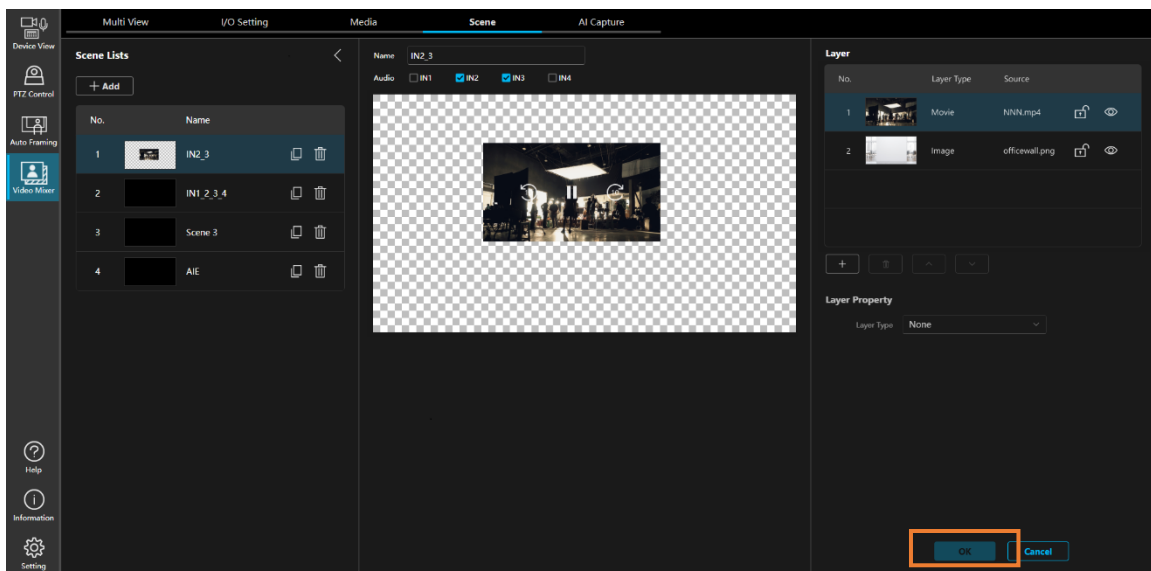 Multi View I/O Setting Media Scene AI Capture
Device View
PTZ Control
Auto Framing
Video Mixer
Help
Information
Setting
Scene Lists
+ Add
No. Name
1 IN2_3
2 IN1_2_3_4
3 Scene 3
4 AIE
Name IN2_3
Audio IN1 IN2 IN3 IN4
Layer
No. Layer Type Source
1 Movie NNN.mp4
2 Image officewall.png
Layer Property
Layer Type None
OK Cancel